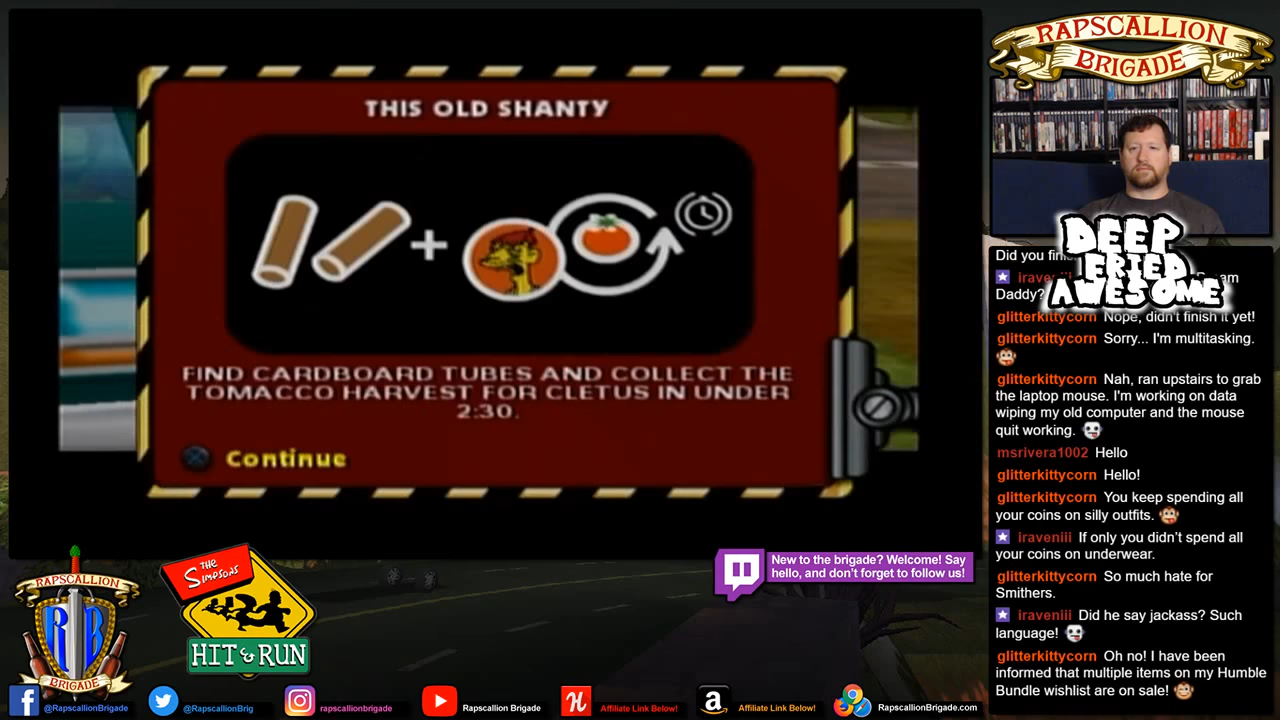 THIS OLD SHANTY
FIND CARDBOARD TUBES AND COLLECT THE
TOMACCO HARVEST FOR CLETUS IN UNDER
2:30.
Continue
RAPSCALLION
BRIGADE
DEEP
FRIED
AWESOME
Did you
iraveniii
Daddy?
glitterkittycorn Nope, didn't finish it yet!
glitterkittycorn Sorry... I'm multitasking.
glitterkittycorn Nah, ran upstairs to grab
the laptop mouse. I'm working on data
wiping my old computer and the mouse
quit working.
msrivera1002 Hello
glitterkittycorn Hello!
glitterkittycorn You keep spending all
your coins on silly outfits.
iraveniii If only you didn't spend all
your coins on underwear.
glitterkittycorn So much hate for
Smithers.
iraveniii Did he say jackass? Such
language!
glitterkittycorn Oh no! I have been
informed that multiple items on my Humble
Bundle wishlist are on sale!
New to the brigade? Welcome! Say
hello, and don't forget to follow us!
RAPSCALLION
RB
BRIGADE
THE
SIMPSONS
HIT & RUN
@RapscallionBrigade
@RapscallionBrig
rapscallionbrigade
Rapscallion Brigade
Affiliate Link Below!
Affiliate Link Below!
RapscallionBrigade.com